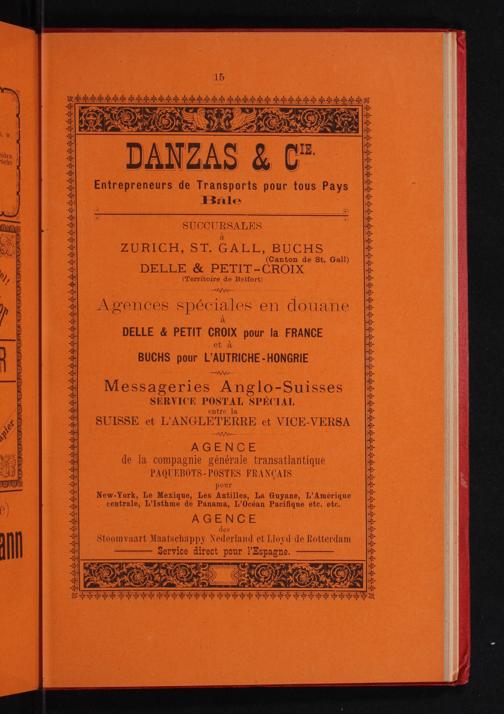 15
DANZAS & CIE.
Entrepreneurs de Transports pour tous Pays
Bale
SUCCURSALES
à
ZURICH, ST. GALL, BUCHS
(Canton de St. Gall)
DELLE & PETIT-CROIX
(Territoire de Belfort)
Agences spéciales en douane
à
DELLE & PETIT CROIX pour la FRANCE
et à
BUCHS pour L'AUTRICHE-HONGRIE
Messageries Anglo-Suisses
SERVICE POSTAL SPÉCIAL
entre la
SUISSE et L'ANGLETERRE et VICE-VERSA
AGENCE
de la compagnie générale transatlantique
PAQUEBOTS-POSTES FRANÇAIS
pour
New-York, Le Mexique, Les Antilles, La Guyane, L'Amérique
centrale, L'Isthme de Panama, L'Océan Pacifique etc. etc.
AGENCE
des
Stoomvaart Maatschappy Nederland et Lloyd de Rotterdam
Service direct pour l'Espagne.